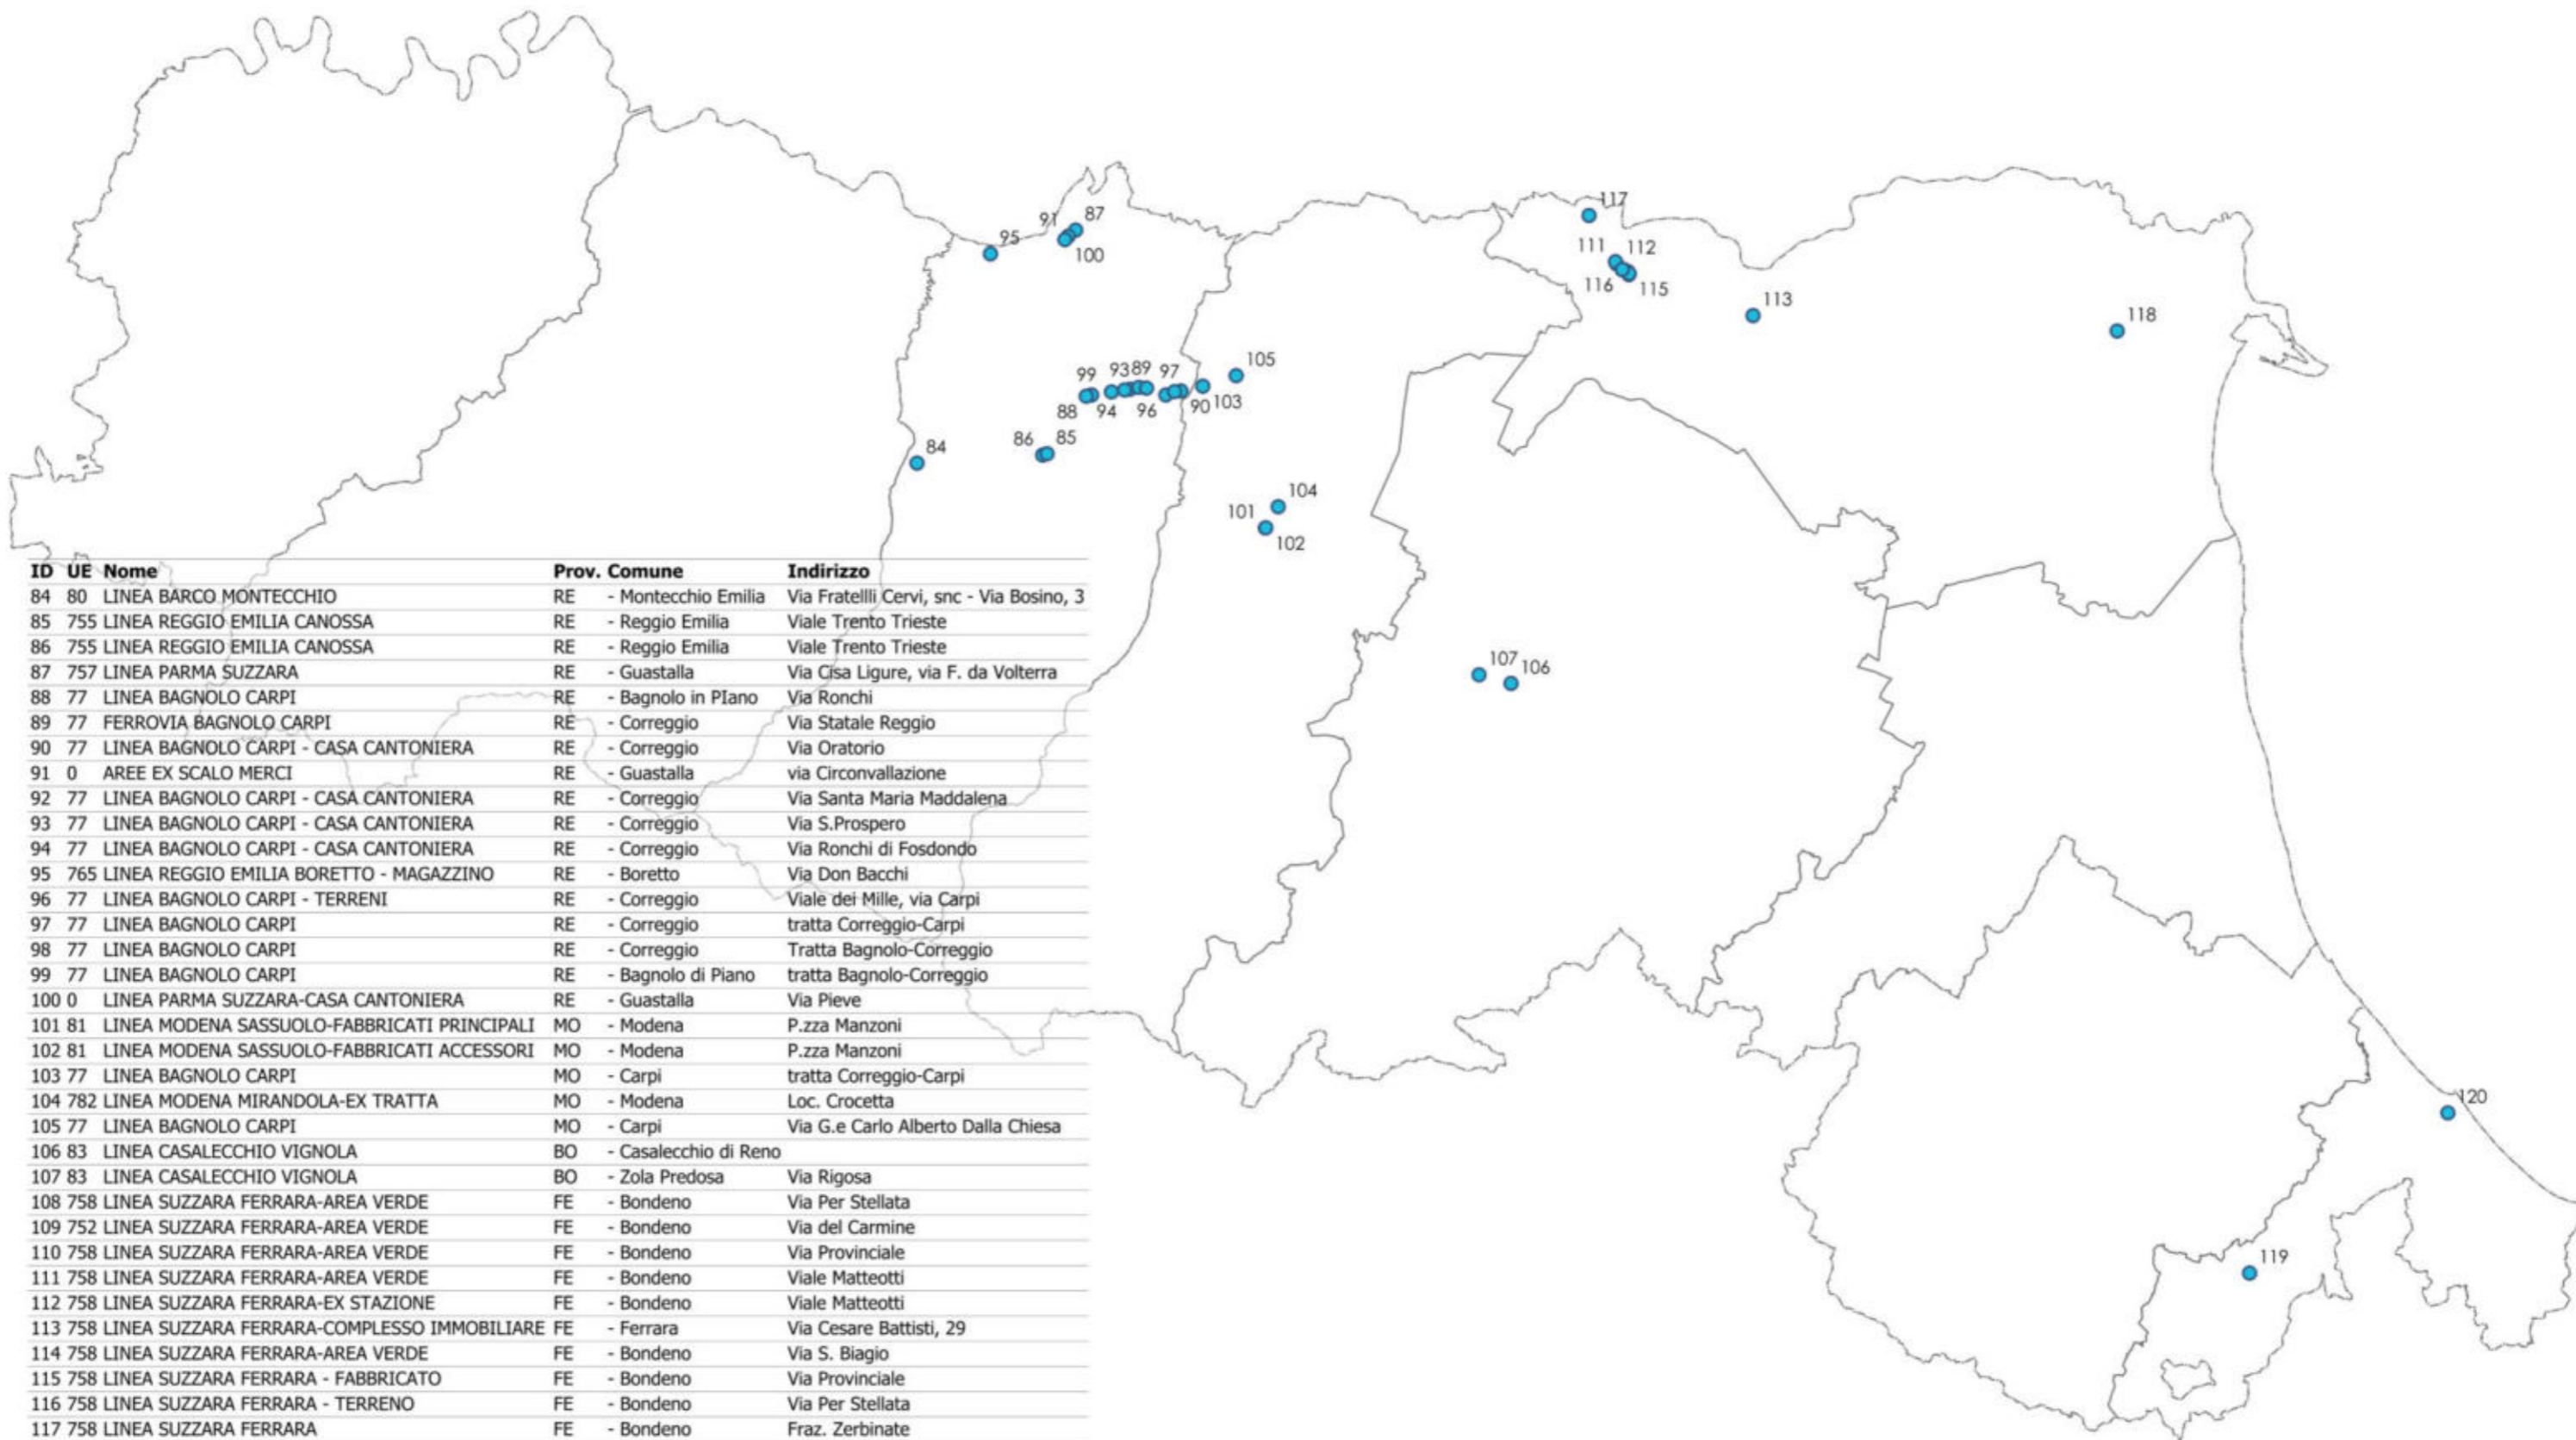 117
91
87
95
100
111
112
116
115
113
118
105
99
93
89
97
88
94
96
90
103
86
85
84
104
101
102
107
106
120
119
ID UE Nome Prov. Comune Indirizzo
84 80 LINEA BARCO MONTECCHIO RE - Montecchio Emilia Via Fratellli Cervi, snc - Via Bosino, 3
85 755 LINEA REGGIO EMILIA CANOSSA RE - Reggio Emilia Viale Trento Trieste
86 755 LINEA REGGIO EMILIA CANOSSA RE - Reggio Emilia Viale Trento Trieste
87 757 LINEA PARMA SUZZARA RE - Guastalla Via Cisa Ligure, via F. da Volterra
88 77 LINEA BAGNOLO CARPI RE - Bagnolo in PIano Via Ronchi
89 77 FERROVIA BAGNOLO CARPI RE - Correggio Via Statale Reggio
90 77 LINEA BAGNOLO CARPI - CASA CANTONIERA RE - Correggio Via Oratorio
91 0 AREE EX SCALO MERCI RE - Guastalla via Circonvallazione
92 77 LINEA BAGNOLO CARPI - CASA CANTONIERA RE - Correggio Via Santa Maria Maddalena
93 77 LINEA BAGNOLO CARPI - CASA CANTONIERA RE - Correggio Via S.Prospero
94 77 LINEA BAGNOLO CARPI - CASA CANTONIERA RE - Correggio Via Ronchi di Fosdondo
95 765 LINEA REGGIO EMILIA BORETTO - MAGAZZINO RE - Boretto Via Don Bacchi
96 77 LINEA BAGNOLO CARPI - TERRENI RE - Correggio Viale dei Mille, via Carpi
97 77 LINEA BAGNOLO CARPI RE - Correggio tratta Correggio-Carpi
98 77 LINEA BAGNOLO CARPI RE - Correggio Tratta Bagnolo-Correggio
99 77 LINEA BAGNOLO CARPI RE - Bagnolo di Piano tratta Bagnolo-Correggio
100 0 LINEA PARMA SUZZARA-CASA CANTONIERA RE - Guastalla Via Pieve
101 81 LINEA MODENA SASSUOLO-FABBRICATI PRINCIPALI MO - Modena P.zza Manzoni
102 81 LINEA MODENA SASSUOLO-FABBRICATI ACCESSORI MO - Modena P.zza Manzoni
103 77 LINEA BAGNOLO CARPI MO - Carpi tratta Correggio-Carpi
104 782 LINEA MODENA MIRANDOLA-EX TRATTA MO - Modena Loc. Crocetta
105 77 LINEA BAGNOLO CARPI MO - Carpi Via G.e Carlo Alberto Dalla Chiesa
106 83 LINEA CASALECCHIO VIGNOLA BO - Casalecchio di Reno
107 83 LINEA CASALECCHIO VIGNOLA BO - Zola Predosa Via Rigosa
108 758 LINEA SUZZARA FERRARA-AREA VERDE FE - Bondeno Via Per Stellata
109 752 LINEA SUZZARA FERRARA-AREA VERDE FE - Bondeno Via del Carmine
110 758 LINEA SUZZARA FERRARA-AREA VERDE FE - Bondeno Via Provinciale
111 758 LINEA SUZZARA FERRARA-AREA VERDE FE - Bondeno Viale Matteotti
112 758 LINEA SUZZARA FERRARA-EX STAZIONE FE - Bondeno Viale Matteotti
113 758 LINEA SUZZARA FERRARA-COMPLESSO IMMOBILIARE FE - Ferrara Via Cesare Battisti, 29
114 758 LINEA SUZZARA FERRARA-AREA VERDE FE - Bondeno Via S. Biagio
115 758 LINEA SUZZARA FERRARA - FABBRICATO FE - Bondeno Via Provinciale
116 758 LINEA SUZZARA FERRARA - TERRENO FE - Bondeno Via Per Stellata
117 758 LINEA SUZZARA FERRARA FE - Bondeno Fraz. Zerbinate